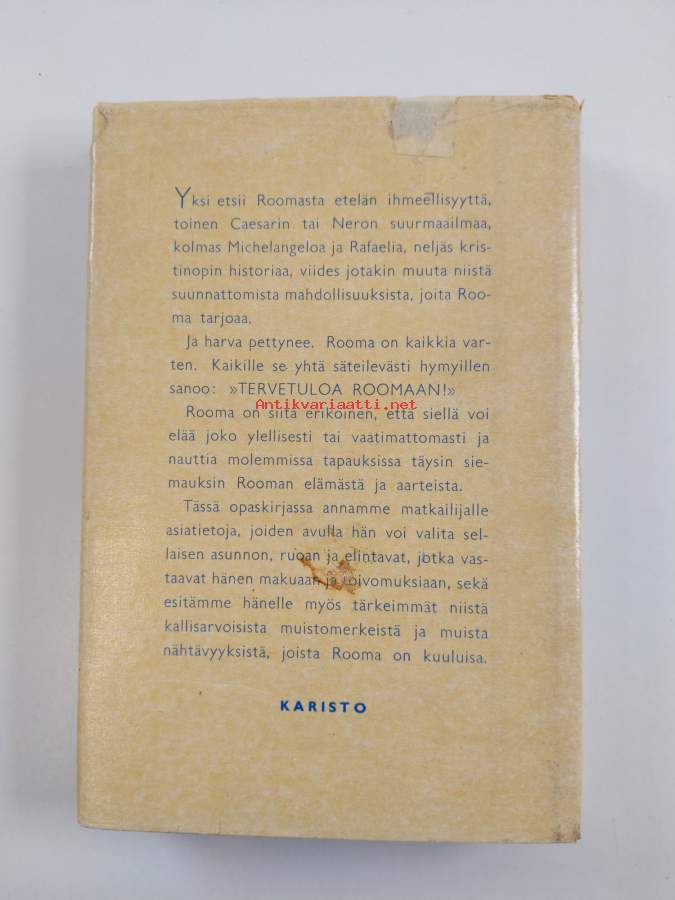 Yksi etsii Roomasta etelän ihmeellisyyttä,
toinen Caesarin tai Neron suurmaailmaa,
kolmas Michelangeloa ja Rafaelia, neljäs kris-
tinopin historiaa, viides jotakin muuta niistä
suunnattomista mahdollisuuksista, joita Roo-
ma tarjoaa.
Ja harva pettynee. Rooma on kaikkia var-
ten. Kaikille se yhtä säteilevästi hymyillen
sanoo: »TERVETULOA ROOMAAN!»
Antikvariaatti.net
Rooma on siitä erikoinen, että siellä voi
elää joko ylellisesti tai vaatimattomasti ja
nauttia molemmissa tapauksissa täysin sie-
mauksin Rooman elämästä ja aarteista.
Tässä opaskirjassa annamme matkailijalle
asiatietoja, joiden avulla hän voi valita sel-
laisen asunnon, ruoan ja elintavat, jotka vas-
taavat hänen makuaan ja toivomuksiaan, sekä
esitämme hänelle myös tärkeimmät niistä
kallisarvoisista muistomerkeistä ja muista
nähtävyyksistä, joista Rooma on kuuluisa.
KARISTO